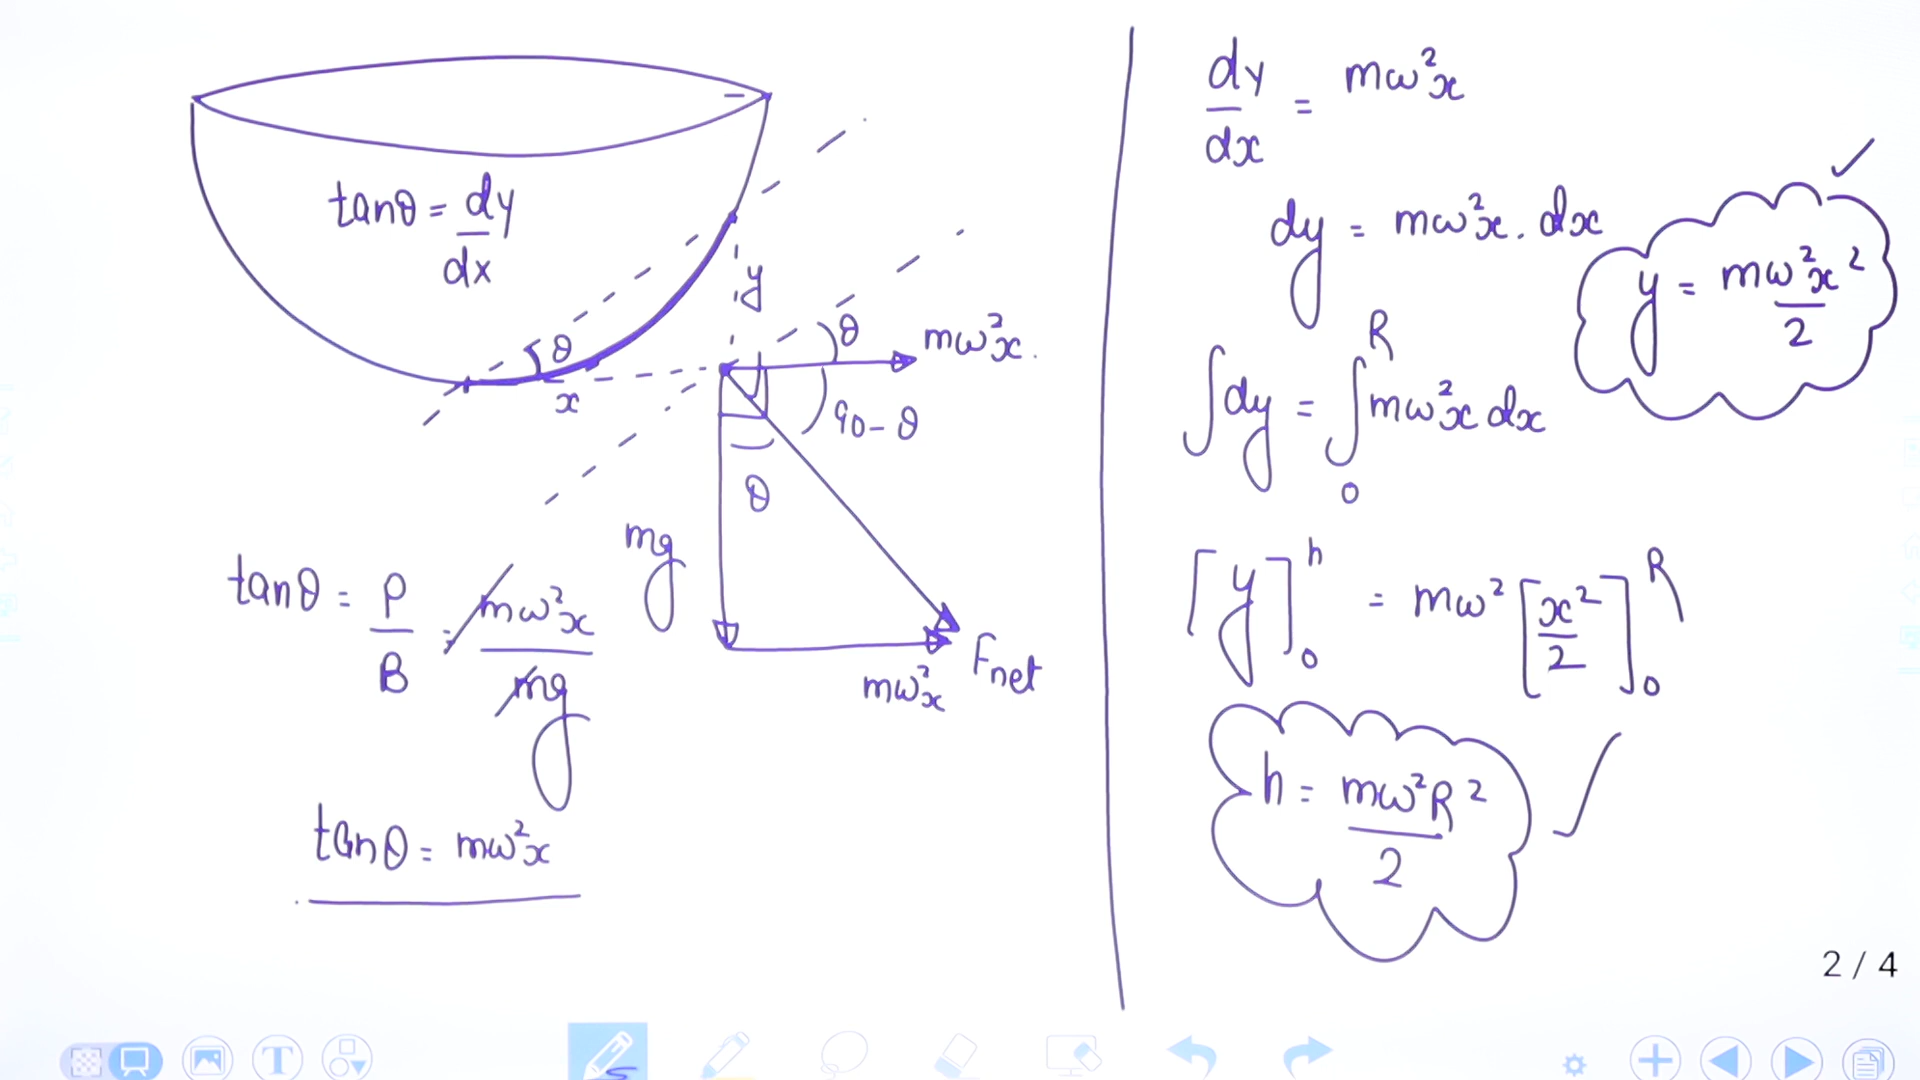 tanθ = dy/dx
θ
x
y
θ
mω²x
90-θ
θ
mg
mω²x
Fnet
tanθ = P/B = mω²x/mg
tanθ = mω²x
dy/dx = mω²x
dy = mω²x. dx
y = mω²x²/2
∫dy = ∫₀ᴿ mω²x dx
[y]₀ʰ = mω² [x²/2]₀ᴿ
h = mω²R²/2
2 / 4
T